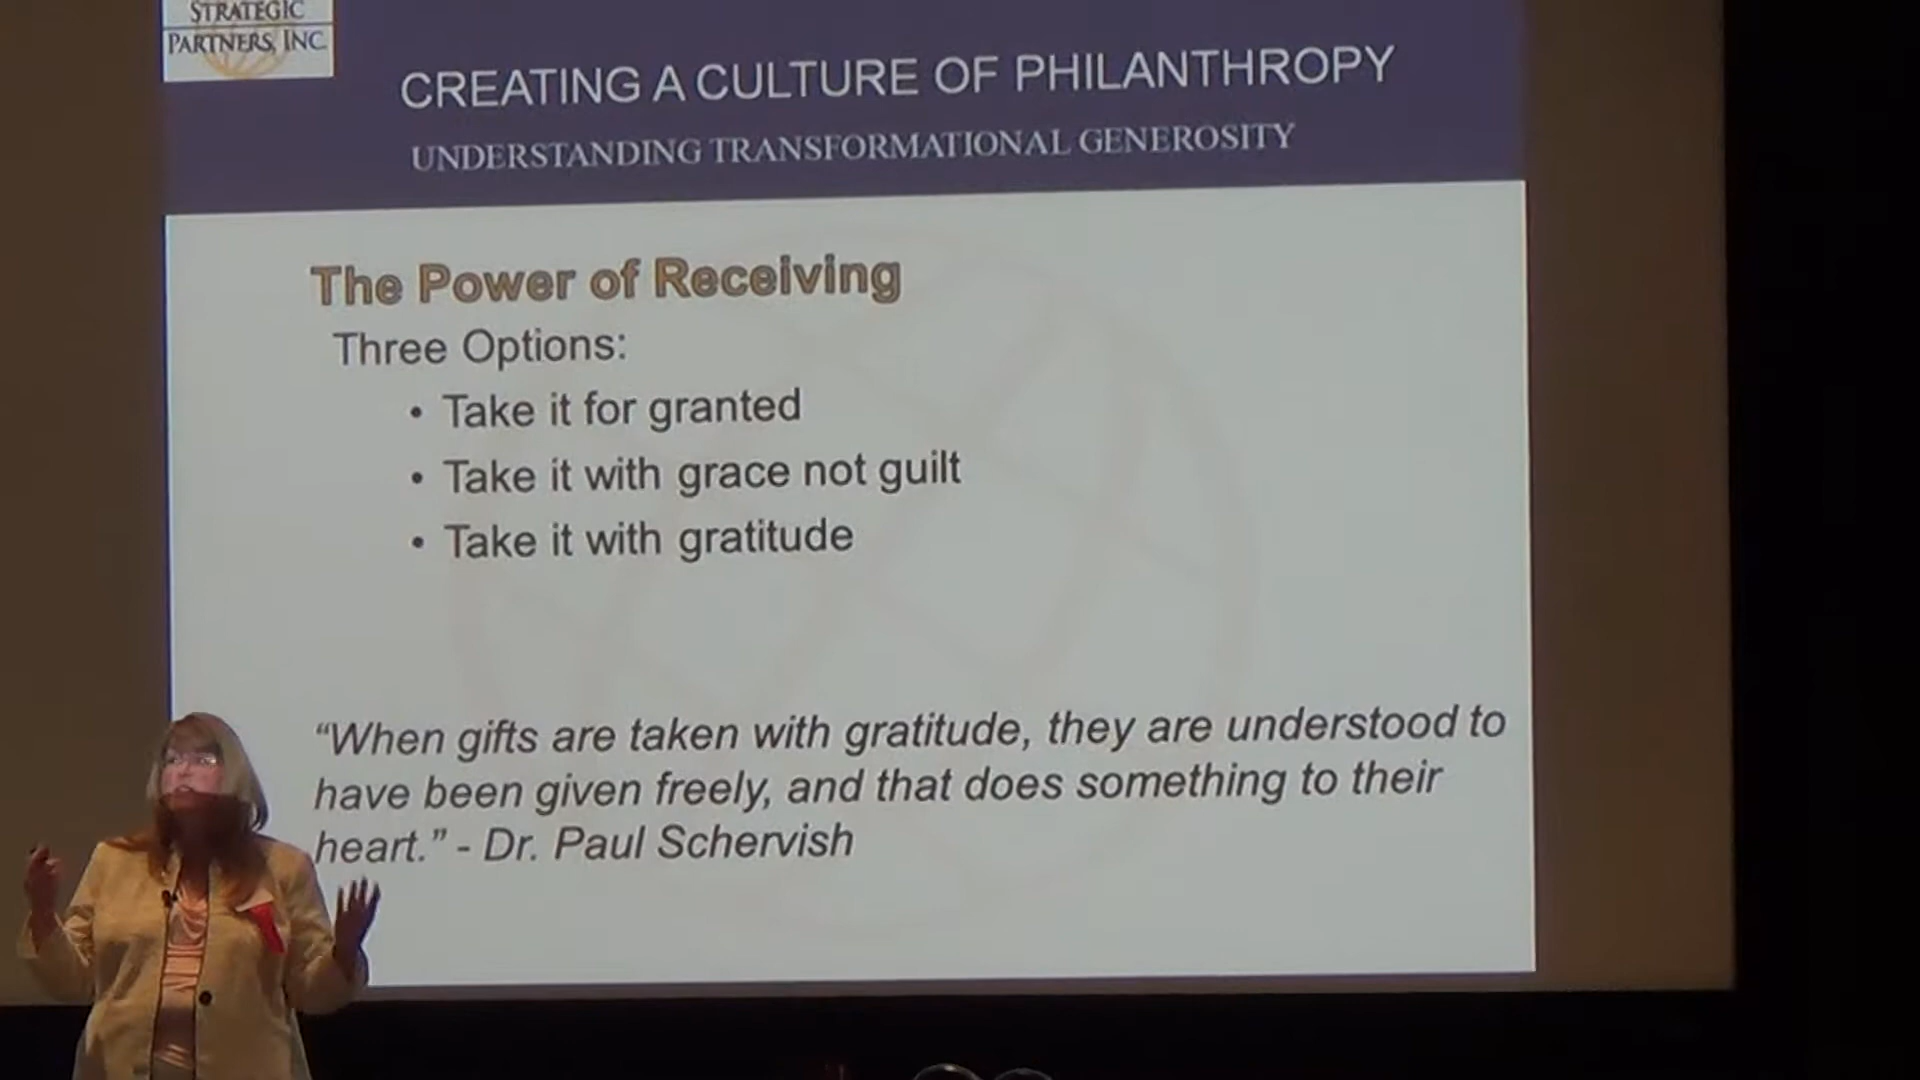 STRATEGIC
PARTNERS, INC.
CREATING A CULTURE OF PHILANTHROPY
UNDERSTANDING TRANSFORMATIONAL GENEROSITY
The Power of Receiving
Three Options:
• Take it for granted
• Take it with grace not guilt
• Take it with gratitude
“When gifts are taken with gratitude, they are understood to
have been given freely, and that does something to their
heart.” - Dr. Paul Schervish